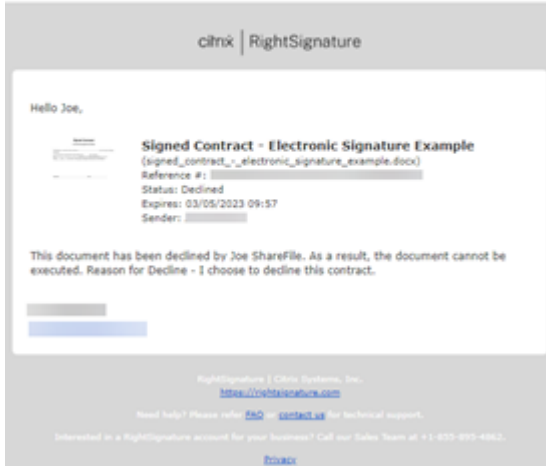 citrix | RightSignature
Hello Joe,
Signed Contract - Electronic Signature Example
(signed_contract_-_electronic_signature_example.docx)
Reference #:
Status: Declined
Expires: 03/05/2023 09:57
Sender:
This document has been declined by Joe ShareFile. As a result, the document cannot be
executed. Reason for Decline - I choose to decline this contract.
RightSignature | Citrix Systems, Inc.
https://rightsignature.com
Need help? Please refer FAQ or contact us for technical support.
Interested in a RightSignature account for your business? Call our Sales Team at
Privacy